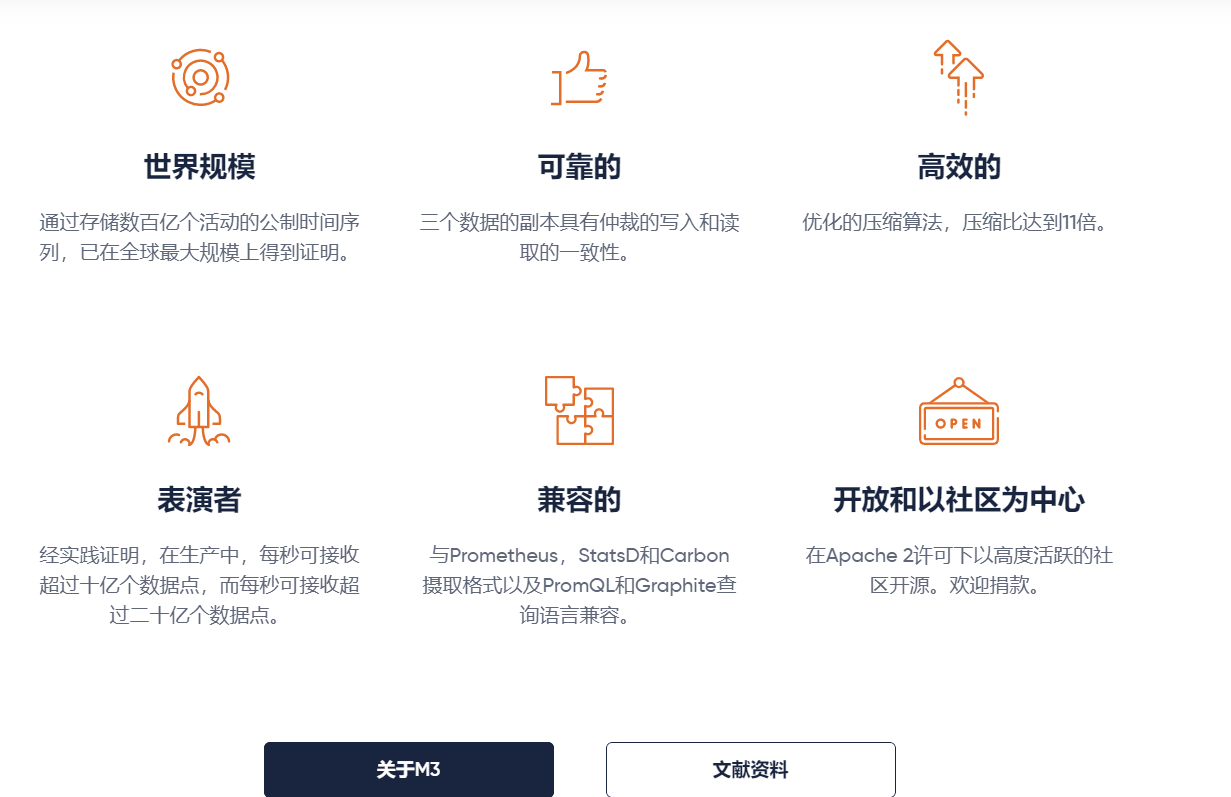 世界规模
通过存储数百亿个活动的公制时间序
列，已在全球最大规模上得到证明。
可靠的
三个数据的副本具有仲裁的写入和读
取的一致性。
高效的
优化的压缩算法，压缩比达到11倍。
表演者
经实践证明，在生产中，每秒可接收
超过十亿个数据点，而每秒可接收超
过二十亿个数据点。
兼容的
与Prometheus，StatsD和Carbon
摄取格式以及PromQL和Graphite查
询语言兼容。
OPEN
开放和以社区为中心
在Apache 2许可下以高度活跃的社
区开源。欢迎捐款。
关于M3
文献资料